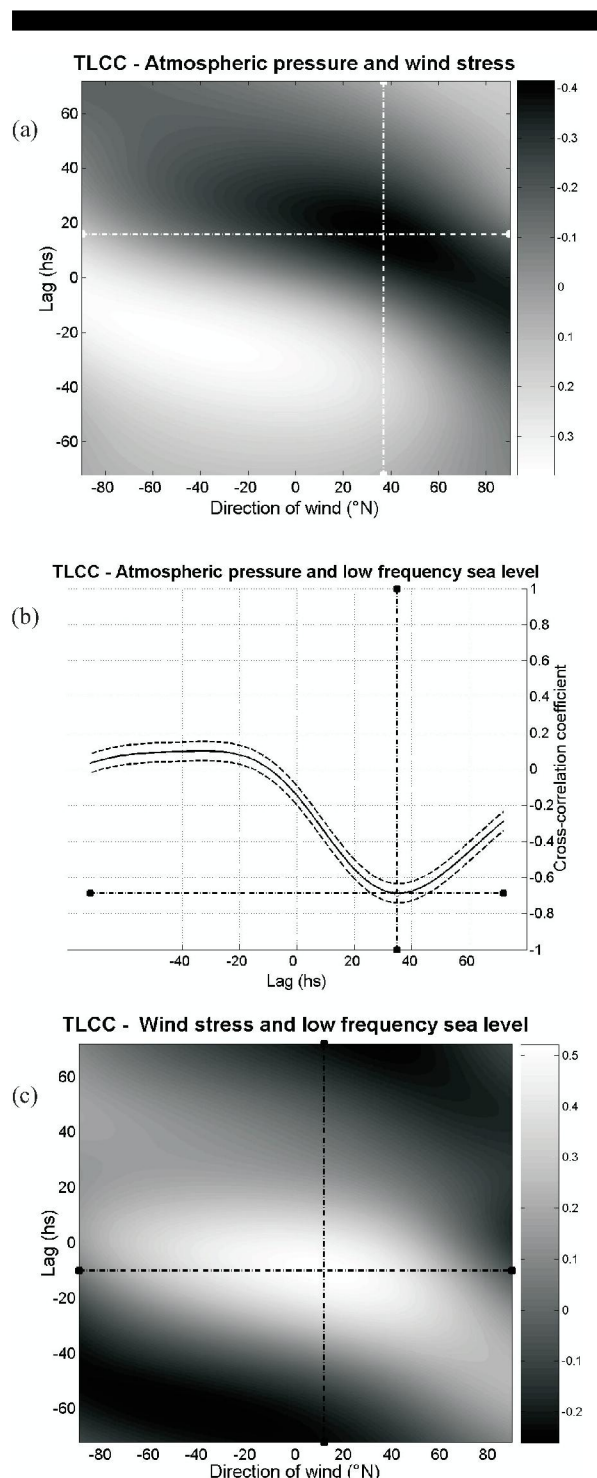 TLCC - Atmospheric pressure and wind stress
(a)
60
40
20
0
-20
-40
-60
Lag (hs)
-80 -60 -40 -20 0 20 40 60 80
Direction of wind (°N)
-0.4
-0.3
-0.2
-0.1
0
0.1
0.2
0.3
TLCC - Atmospheric pressure and low frequency sea level
(b)
1
0.8
0.6
0.4
0.2
0
-0.2
-0.4
-0.6
-0.8
-1
Cross-correlation coefficient
-40 -20 0 20 40 60
Lag (hs)
TLCC - Wind stress and low frequency sea level
(c)
60
40
20
0
-20
-40
-60
Lag (hs)
-80 -60 -40 -20 0 20 40 60 80
Direction of wind (°N)
0.5
0.4
0.3
0.2
0.1
0
-0.1
-0.2